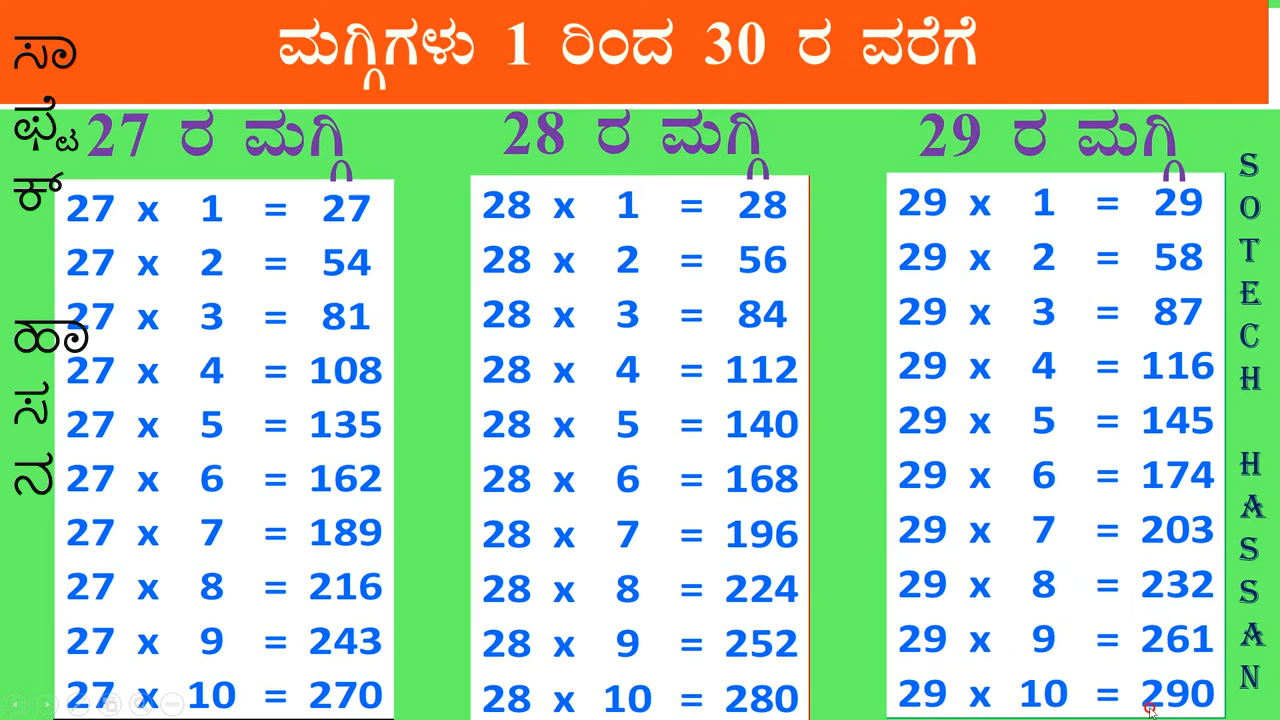 ಮಗ್ಗಿಗಳು 1 ರಿಂದ 30 ರ ವರೆಗೆ
27 ರ ಮಗ್ಗಿ
27 x 1 = 27
27 x 2 = 54
27 x 3 = 81
27 x 4 = 108
27 x 5 = 135
27 x 6 = 162
27 x 7 = 189
27 x 8 = 216
27 x 9 = 243
27 x 10 = 270
28 ರ ಮಗ್ಗಿ
28 x 1 = 28
28 x 2 = 56
28 x 3 = 84
28 x 4 = 112
28 x 5 = 140
28 x 6 = 168
28 x 7 = 196
28 x 8 = 224
28 x 9 = 252
28 x 10 = 280
29 ರ ಮಗ್ಗಿ
29 x 1 = 29
29 x 2 = 58
29 x 3 = 87
29 x 4 = 116
29 x 5 = 145
29 x 6 = 174
29 x 7 = 203
29 x 8 = 232
29 x 9 = 261
29 x 10 = 290
SOTECH HASSAN